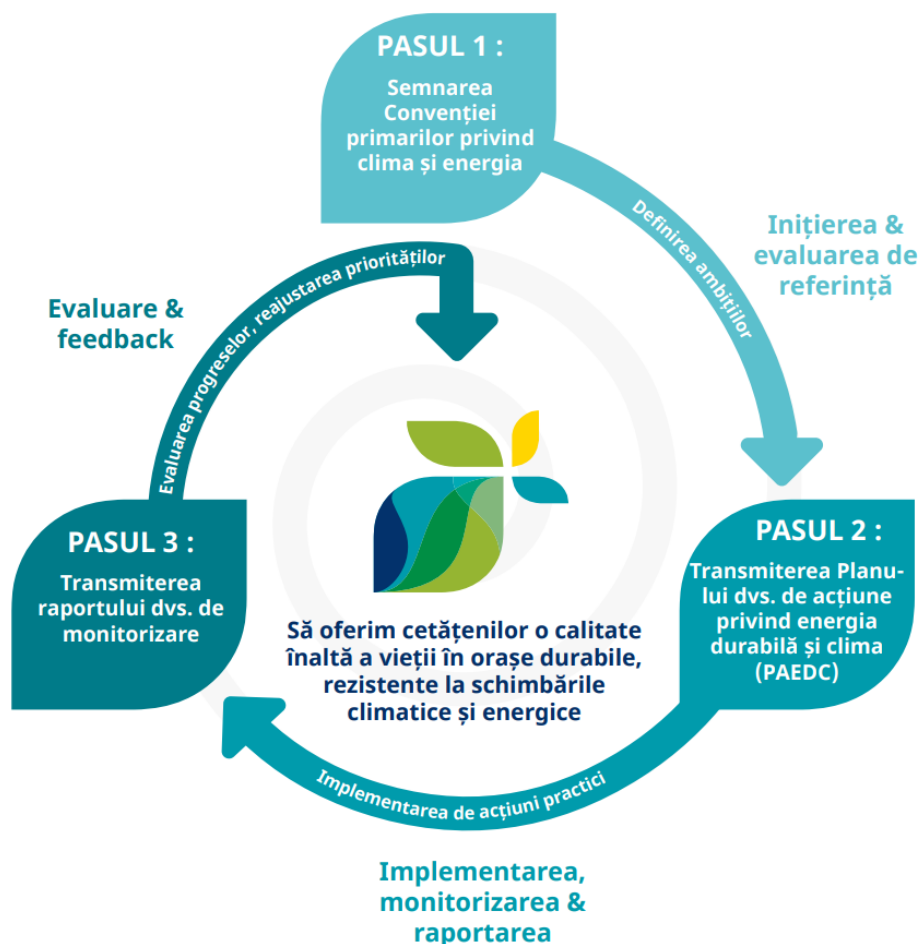 PASUL 1 :
Semnarea
Convenției
primarilor privind
clima și energia
Definirea ambițiilor
Inițierea &
evaluarea de
referință
PASUL 2 :
Transmiterea Planu-
lui dvs. de acțiune
privind energia
durabilă și clima
(PAEDC)
Implementarea de acțiuni practici
Implementarea,
monitorizarea &
raportarea
PASUL 3 :
Transmiterea
raportului dvs. de
monitorizare
Evaluarea progreselor, reajustarea priorităților
Evaluare &
feedback
Să oferim cetățenilor o calitate
înaltă a vieții în orașe durabile,
rezistente la schimbările
climatice și energice